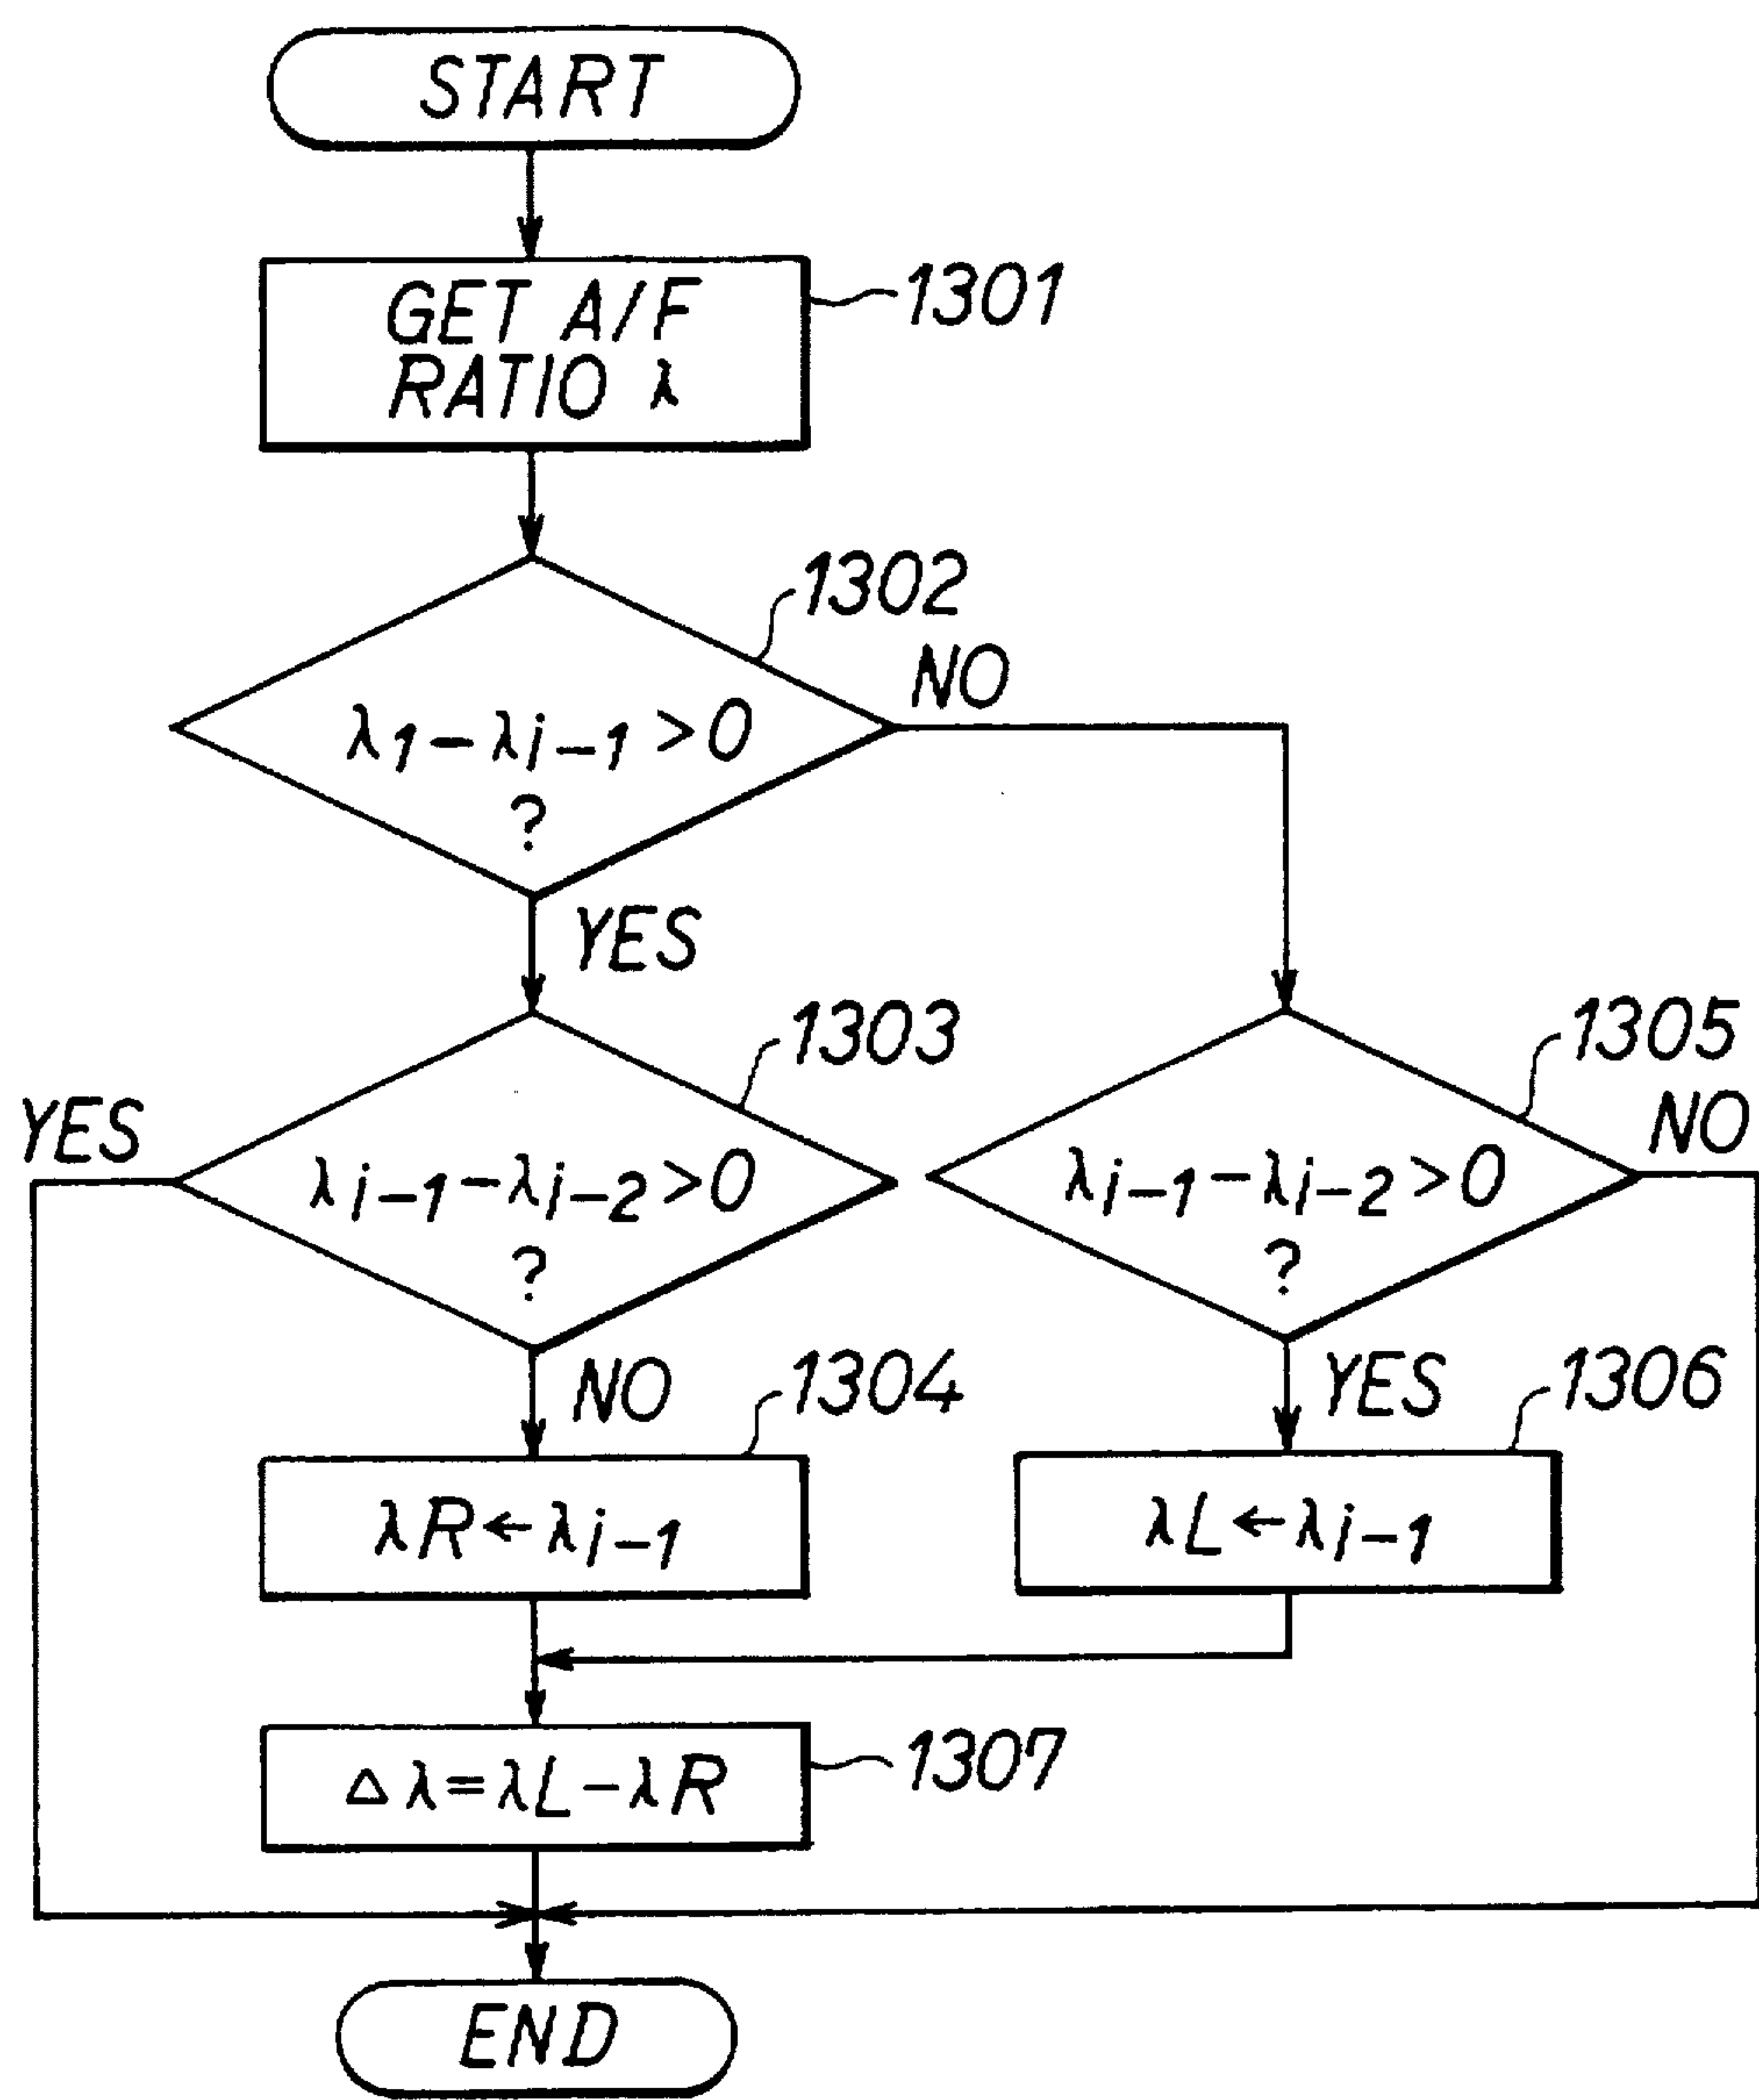 START
GET A/F
RATIO λ
1301
1302
λ1-λi-1>0
?
NO
YES
1303
λi-1-λi-2>0
?
YES
NO
1305
λi-1-λi-2>0
?
NO
YES
1304
λR←λi-1
1306
λL←λi-1
Δλ=λL-λR
1307
END